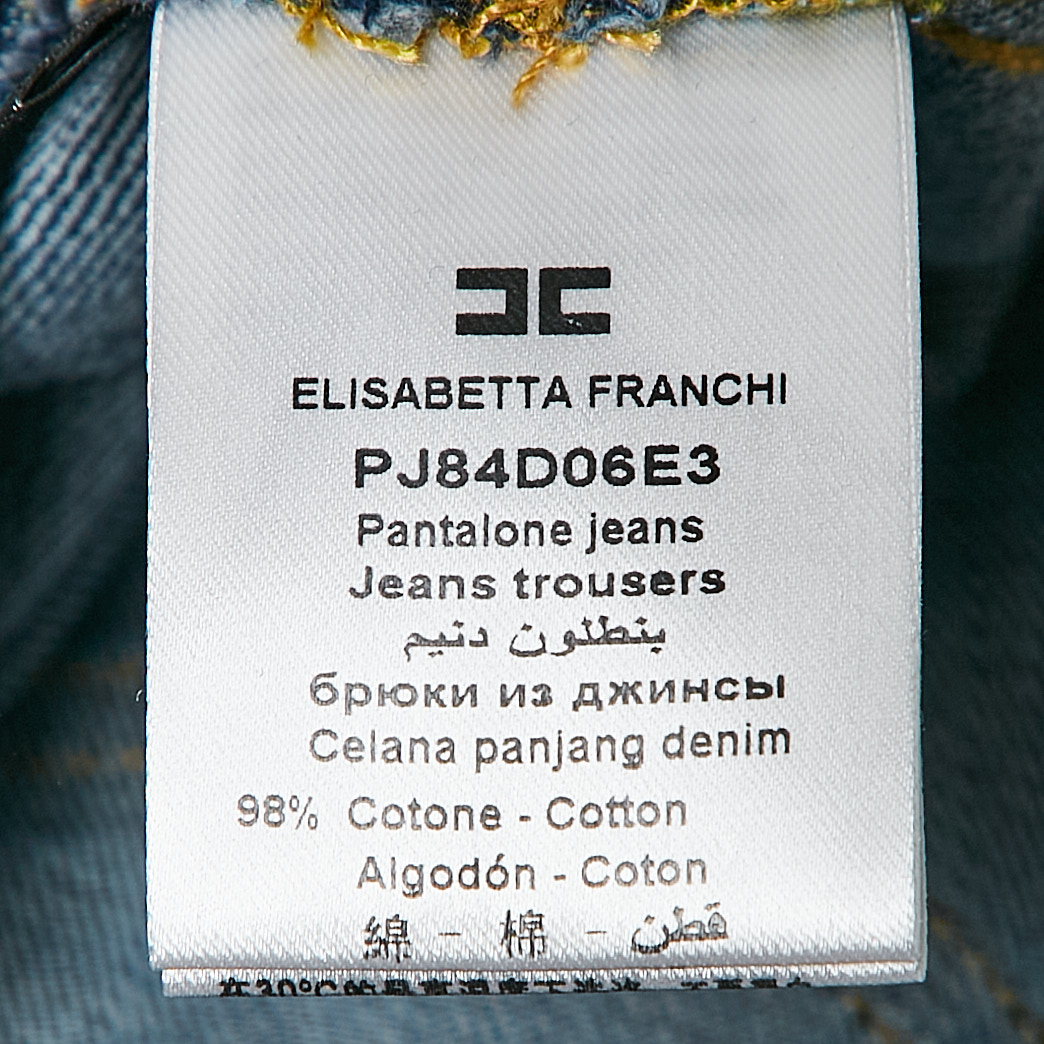 ELISABETTA FRANCHI
PJ84D06E3
Pantalone jeans
Jeans trousers
بنطلون دنيم
брюки из джинсы
Celana panjang denim
98% Cotone - Cotton
Algodón - Coton
綿 - 棉 - قطن